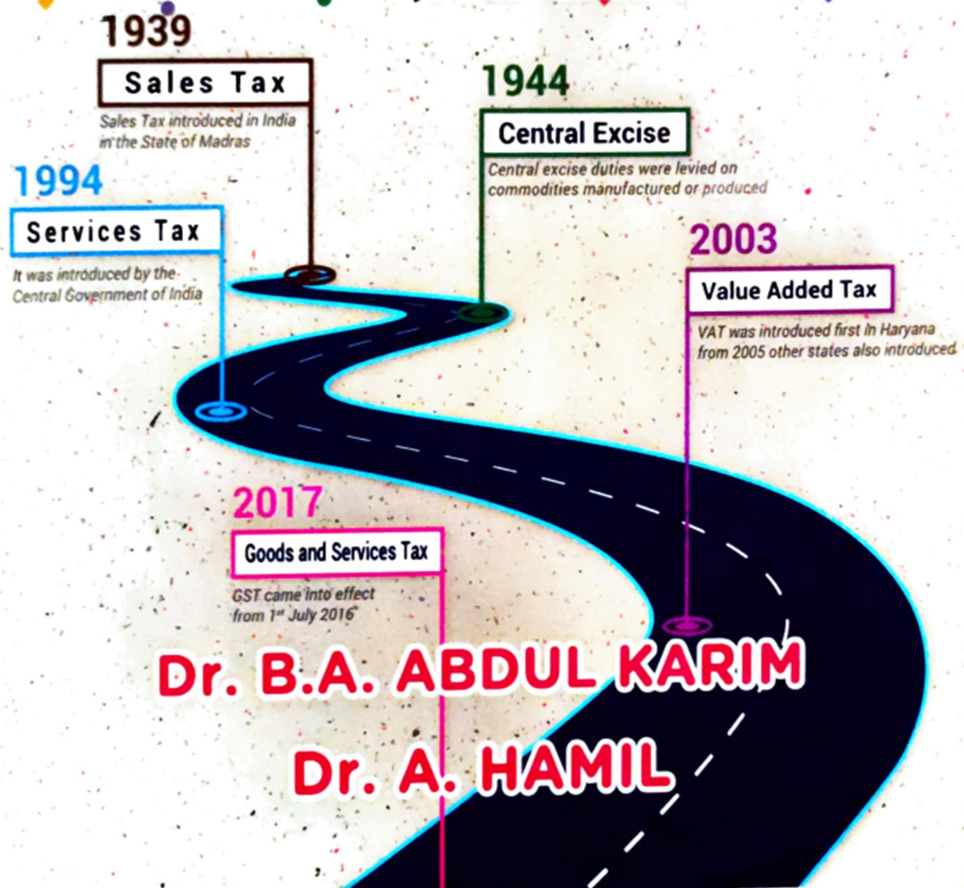 1939
Sales Tax
Sales Tax introduced in India
in the State of Madras
1944
Central Excise
Central excise duties were levied on
commodities manufactured or produced
1994
Services Tax
It was introduced by the
Central Government of India
2003
Value Added Tax
VAT was introduced first In Haryana
from 2005 other states also introduced
2017
Goods and Services Tax
GST came into effect
from 1st July 2016
Dr. B.A. ABDUL KARIM
Dr. A. HAMIL